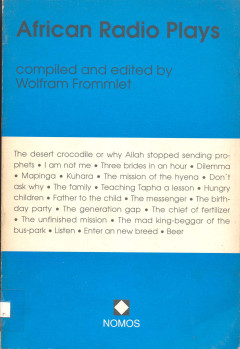 African Radio Plays
compiled and edited by
Wolfram Frommlet
The desert crocodile or why Allah stopped sending pro-
phets • I am not me • Three brides in an hour • Dilemma
• Mapinga • Kuhara • The mission of the hyena • Don't
ask why • The family • Teaching Tapha a lesson • Hungry
children • Father to the child • The messenger • The birth-
day party • The generation gap • The chief of fertilizer
• The unfinished mission • The mad king-beggar of the
bus-park • Listen • Enter an new breed • Beer
NOMOS